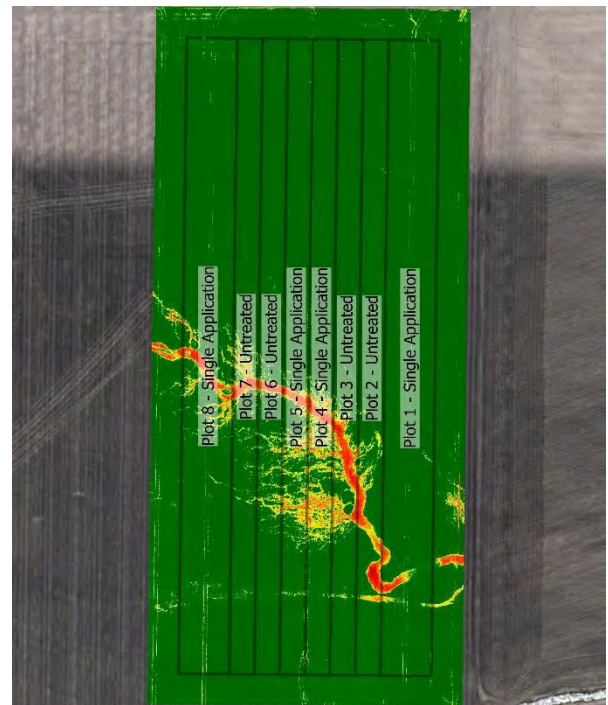 Plot 8 - Single Application
Plot 7 - Untreated
Plot 6 - Untreated
Plot 5 - Single Application
Plot 4 - Single Application
Plot 3 - Untreated
Plot 2 - Untreated
Plot 1 - Single Application